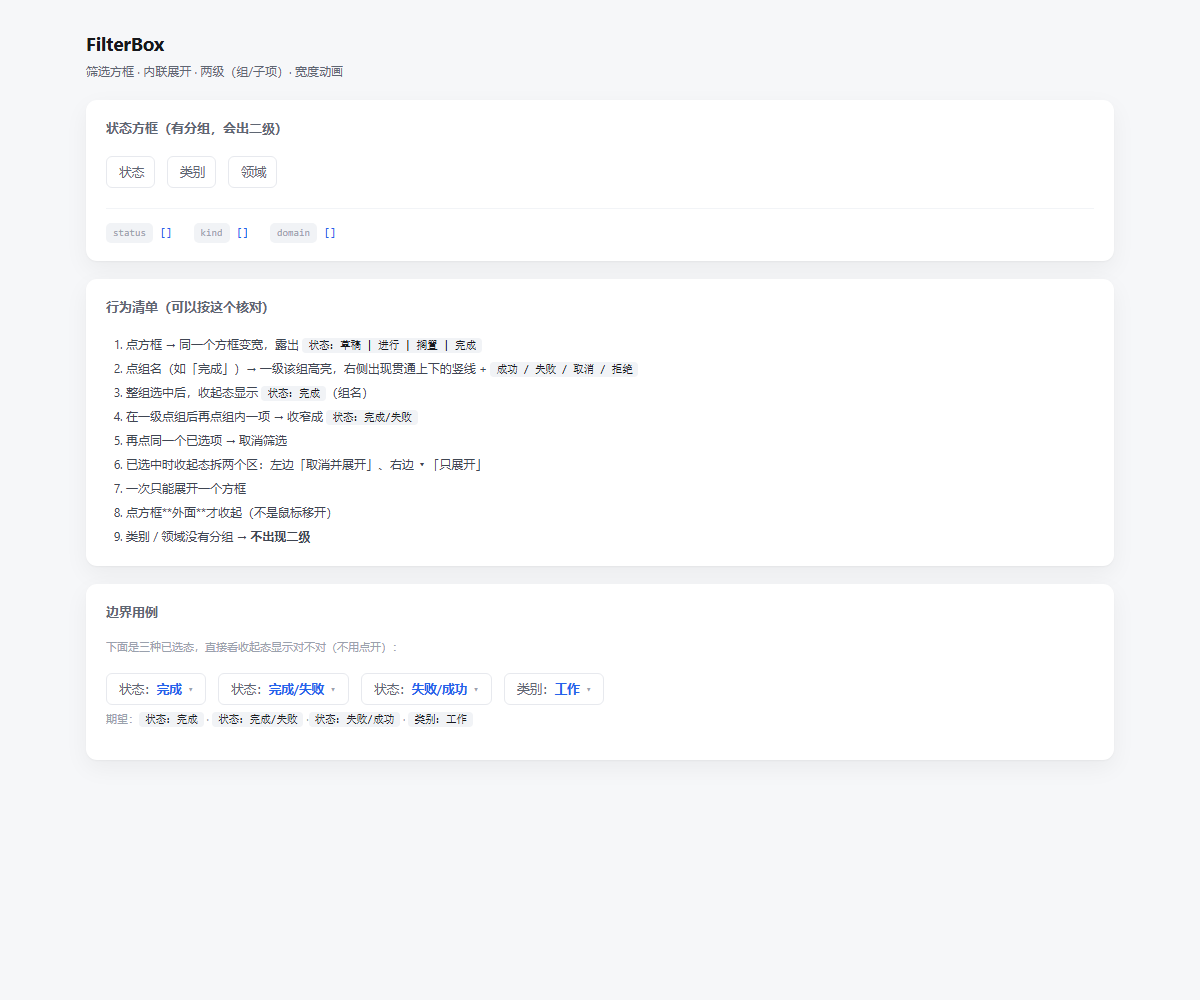 FilterBox
筛选方框 · 内联展开 · 两级（组/子项）· 宽度动画
状态方框（有分组，会出二级）
状态 类别 领域
status [] kind [] domain []
行为清单（可以按这个核对）
1. 点方框 → 同一个方框变宽，露出 状态: 草稿 | 进行 | 搁置 | 完成
2. 点组名（如「完成」）→ 一级该组高亮，右侧出现贯通上下的竖线 + 成功 / 失败 / 取消 / 拒绝
3. 整组选中后，收起态显示 状态: 完成 （组名）
4. 在一级点组后再点组内一项 → 收窄成 状态: 完成/失败
5. 再点同一个已选项 → 取消筛选
6. 已选中时收起态拆两个区：左边「取消并展开」、右边 ▾ 「只展开」
7. 一次只能展开一个方框
8. 点方框**外面**才收起（不是鼠标移开）
9. 类别 / 领域没有分组 → 不出现二级
边界用例
下面是三种已选态，直接看收起态显示对不对（不用点开）：
状态：完成 ▾ 状态：完成/失败 ▾ 状态：失败/成功 ▾ 类别：工作 ▾
期望： 状态: 完成 · 状态: 完成/失败 · 状态: 失败/成功 · 类别: 工作